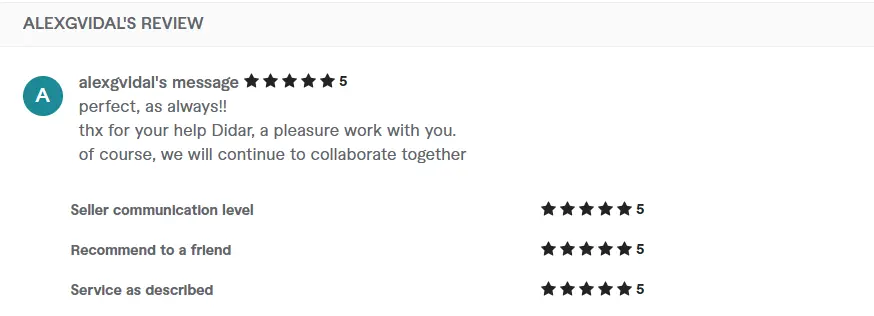 ALEXGVIDAL'S REVIEW
A
alexgvidal's message ★★★★★ 5
perfect, as always!!
thx for your help Didar, a pleasure work with you.
of course, we will continue to collaborate together
Seller communication level ★★★★★ 5
Recommend to a friend ★★★★★ 5
Service as described ★★★★★ 5